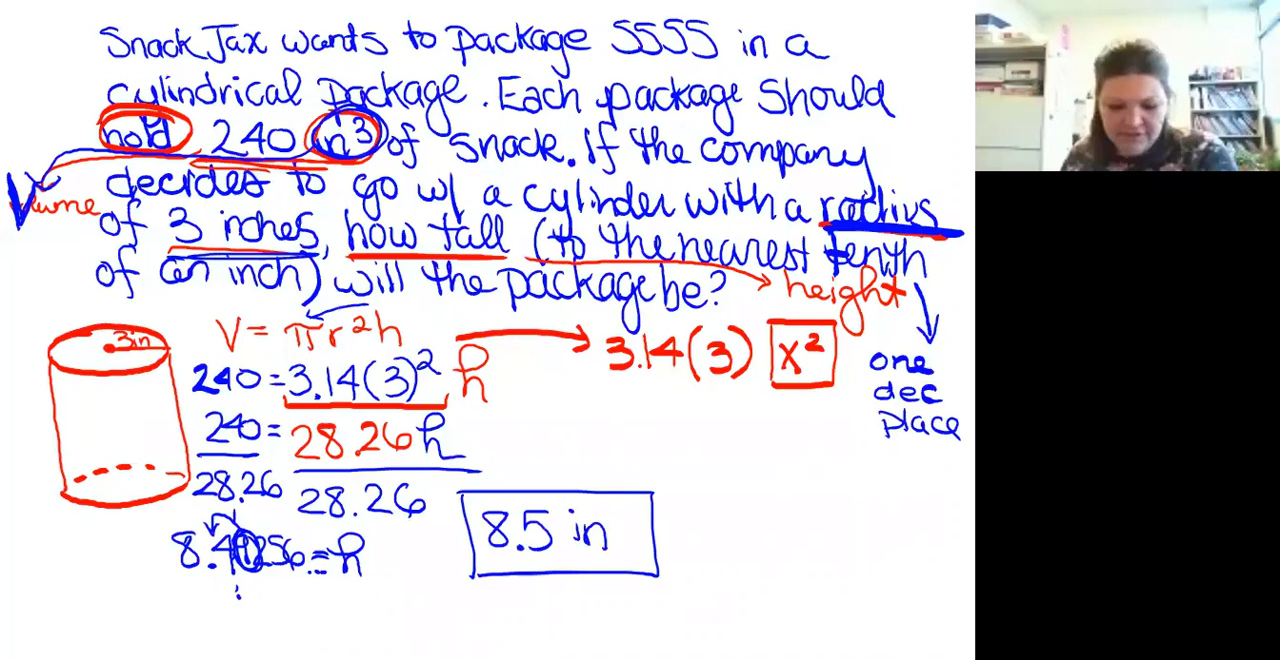 Snack Jax wants to package SSSS in a
cylindrical package. Each package should
hold 240 in3 of snack. If the company
decides to go w/ a cylinder with a radius
Volume
of 3 inches, how tall (to the nearest tenth
of an inch) will the package be?
height
3in
V = πr²h
3.14(3) x²
one
dec
place
240 = 3.14(3)² h
240 = 28.26h
28.26 28.26
= h
8.5 in